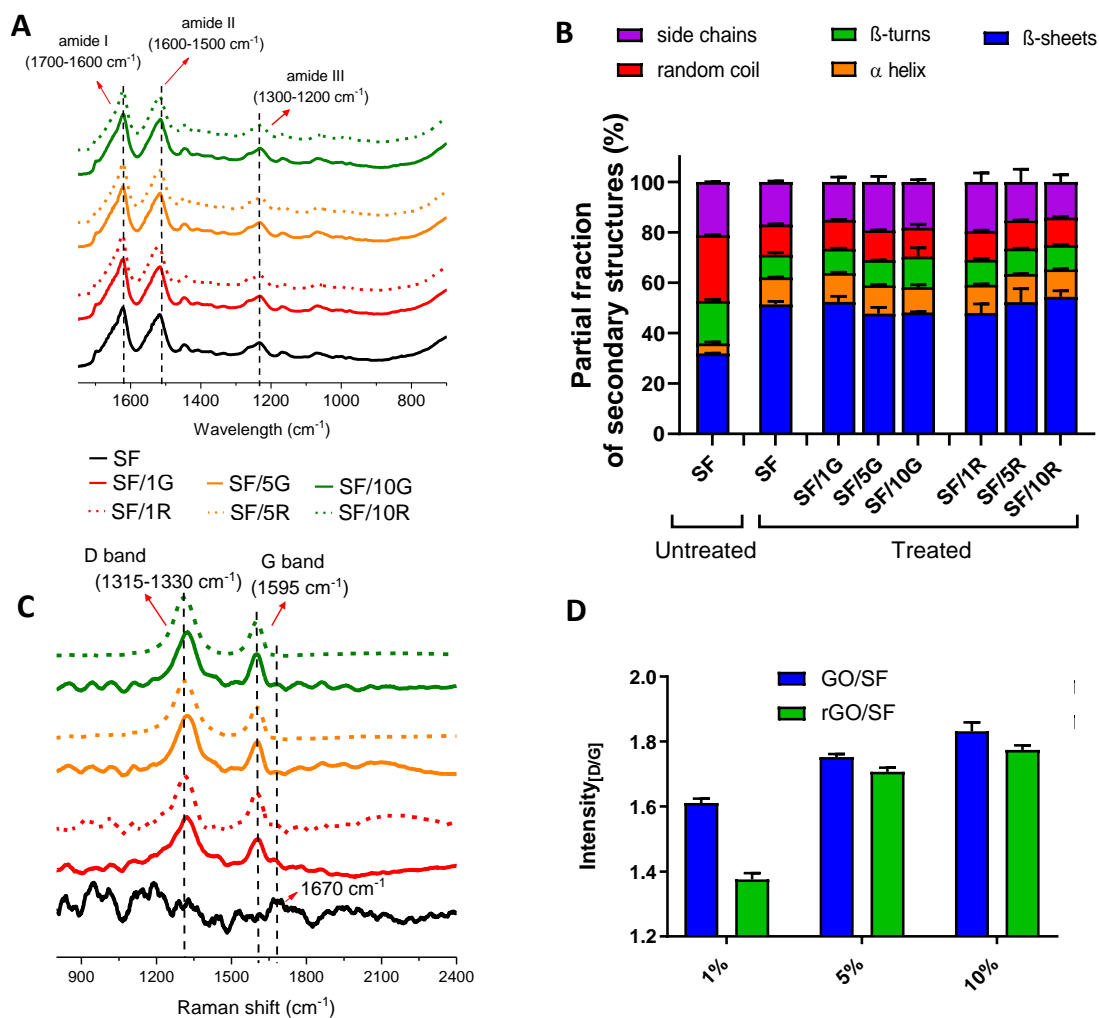 A
amide I
(1700-1600 cm-1)
amide II
(1600-1500 cm-1)
amide III
(1300-1200 cm-1)
1600
1400
1200
1000
800
Wavelength (cm-1)
SF
SF/1G
SF/5G
SF/10G
SF/1R
SF/5R
SF/10R
B
side chains
ß-turns
ß-sheets
random coil
α helix
Partial fraction
of secondary structures (%)
100
80
60
40
20
0
SF
SF
SF/1G
SF/5G
SF/10G
SF/1R
SF/5R
SF/10R
Untreated
Treated
C
D band
(1315-1330 cm-1)
G band
(1595 cm-1)
1670 cm-1
900
1200
1500
1800
2100
2400
Raman shift (cm-1)
D
GO/SF
rGO/SF
Intensity[D/G]
2.0
1.8
1.6
1.4
1.2
1%
5%
10%